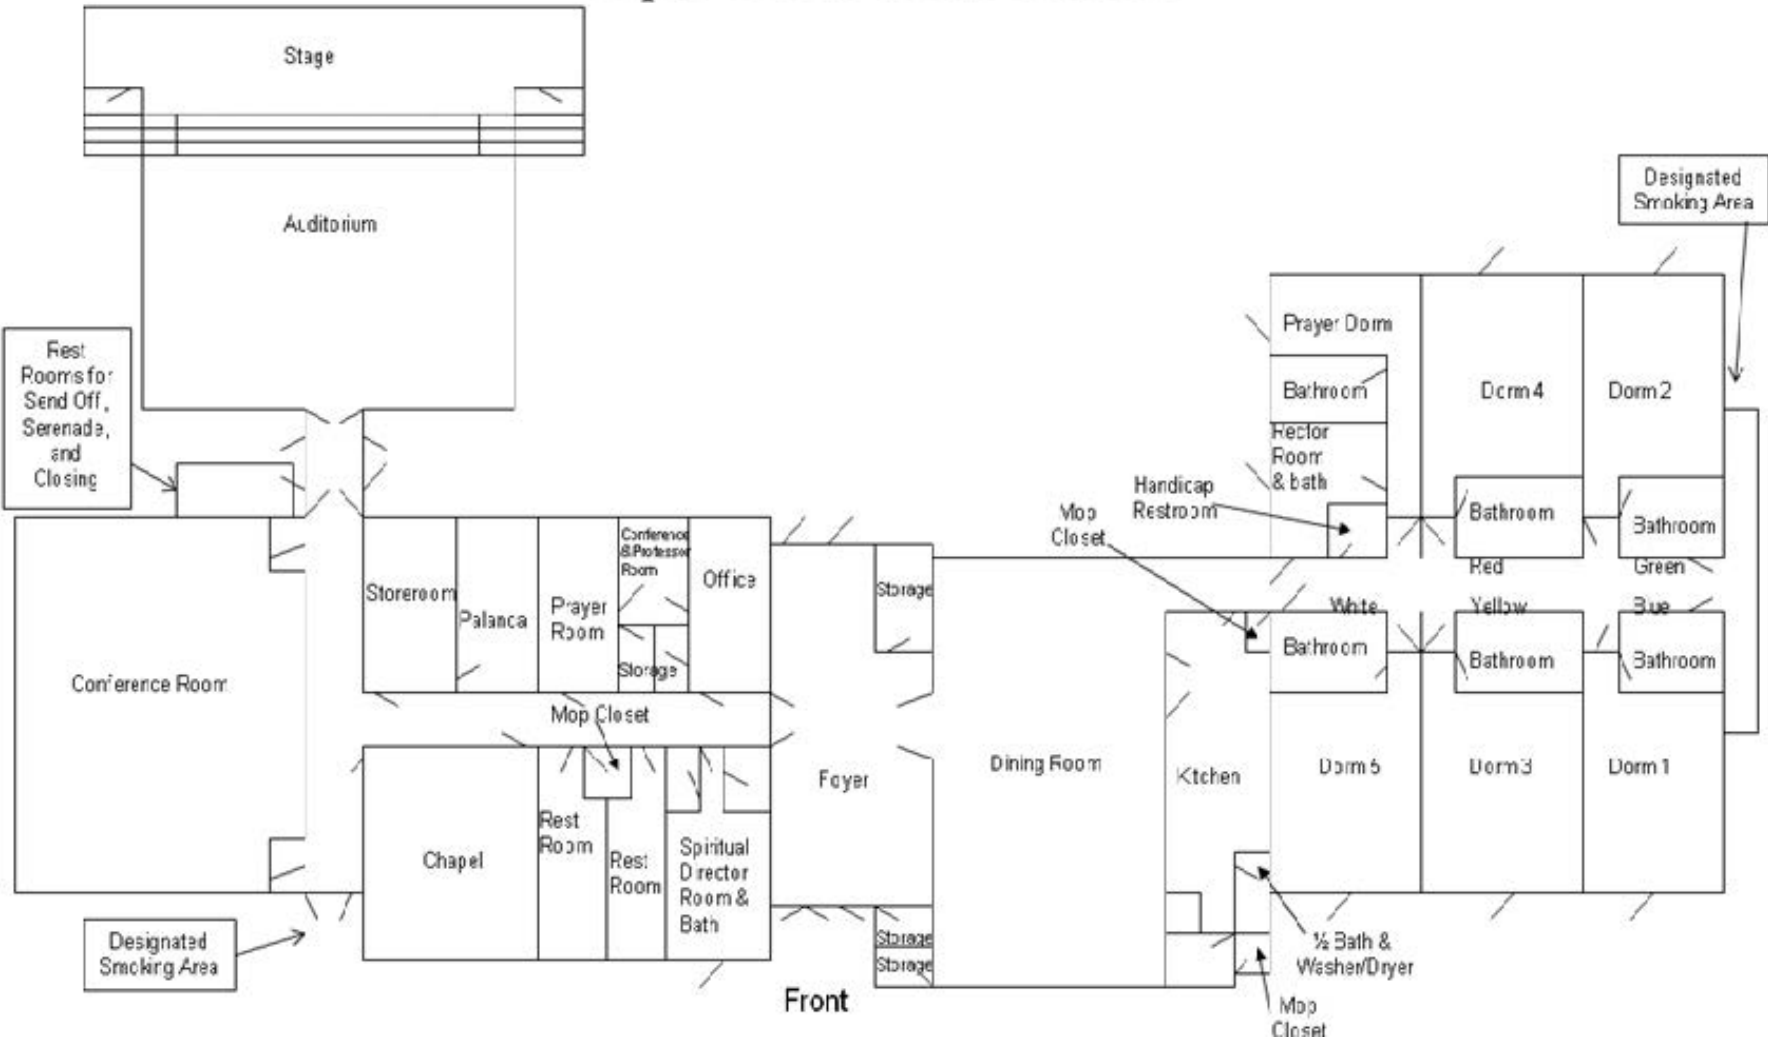 Stage
Auditorium
Designated
Smoking Area
Rest
Rooms for
Send Off,
Serenade,
and
Closing
Prayer Dorm
Bathroom
Rector
Room
& bath
Dorm 4
Dorm 2
Handicap
Restroom
Mop
Closet
Bathroom
Bathroom
Red
Green
White
Yellow
Blue
Conference
& Professor
Room
Office
Storage
Storeroom
Palanca
Prayer
Room
Storage
Conference Room
Mop Closet
Bathroom
Bathroom
Bathroom
Foyer
Dining Room
Kitchen
Dorm 5
Dorm 3
Dorm 1
Chapel
Rest
Room
Rest
Room
Spiritual
Director
Room &
Bath
Designated
Smoking Area
Storage
Storage
½ Bath &
Washer/Dryer
Front
Mop
Closet